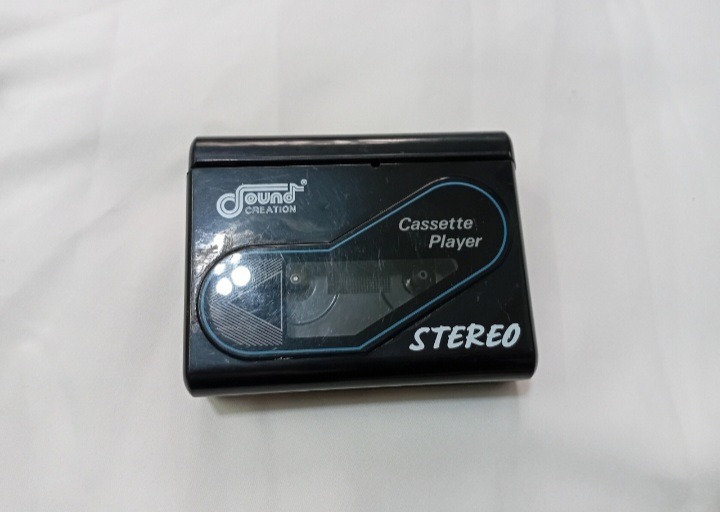 Sound®
CREATION
Cassette
Player
STEREO